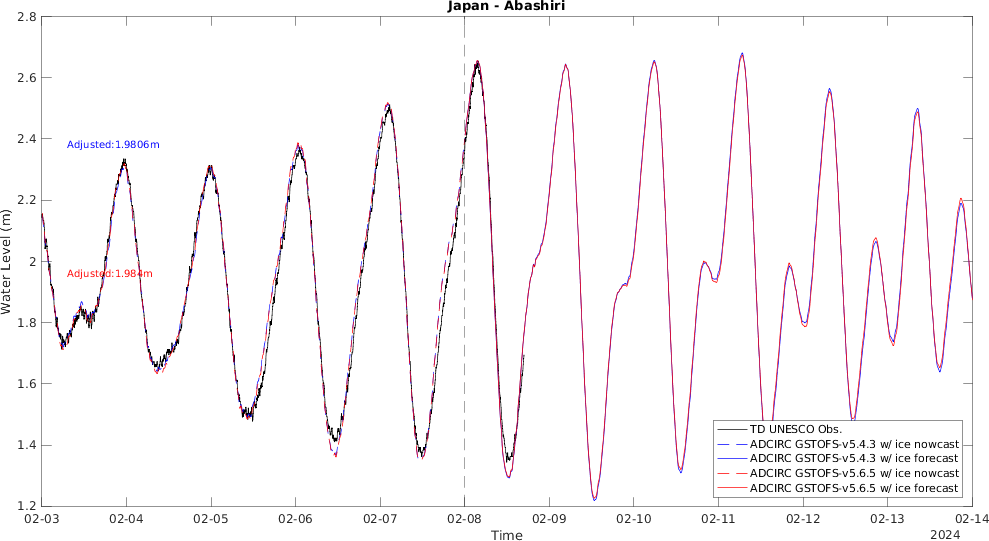 Japan - Abashiri
Water Level (m)
2.8
2.6
2.4
2.2
2
1.8
1.6
1.4
1.2
Adjusted:1.9806m
Adjusted:1.984m
TD UNESCO Obs.
ADCIRC GSTOFS-v5.4.3 w/ ice nowcast
ADCIRC GSTOFS-v5.4.3 w/ ice forecast
ADCIRC GSTOFS-v5.6.5 w/ ice nowcast
ADCIRC GSTOFS-v5.6.5 w/ ice forecast
02-03 02-04 02-05 02-06 02-07 02-08 02-09 02-10 02-11 02-12 02-13 02-14
Time
2024